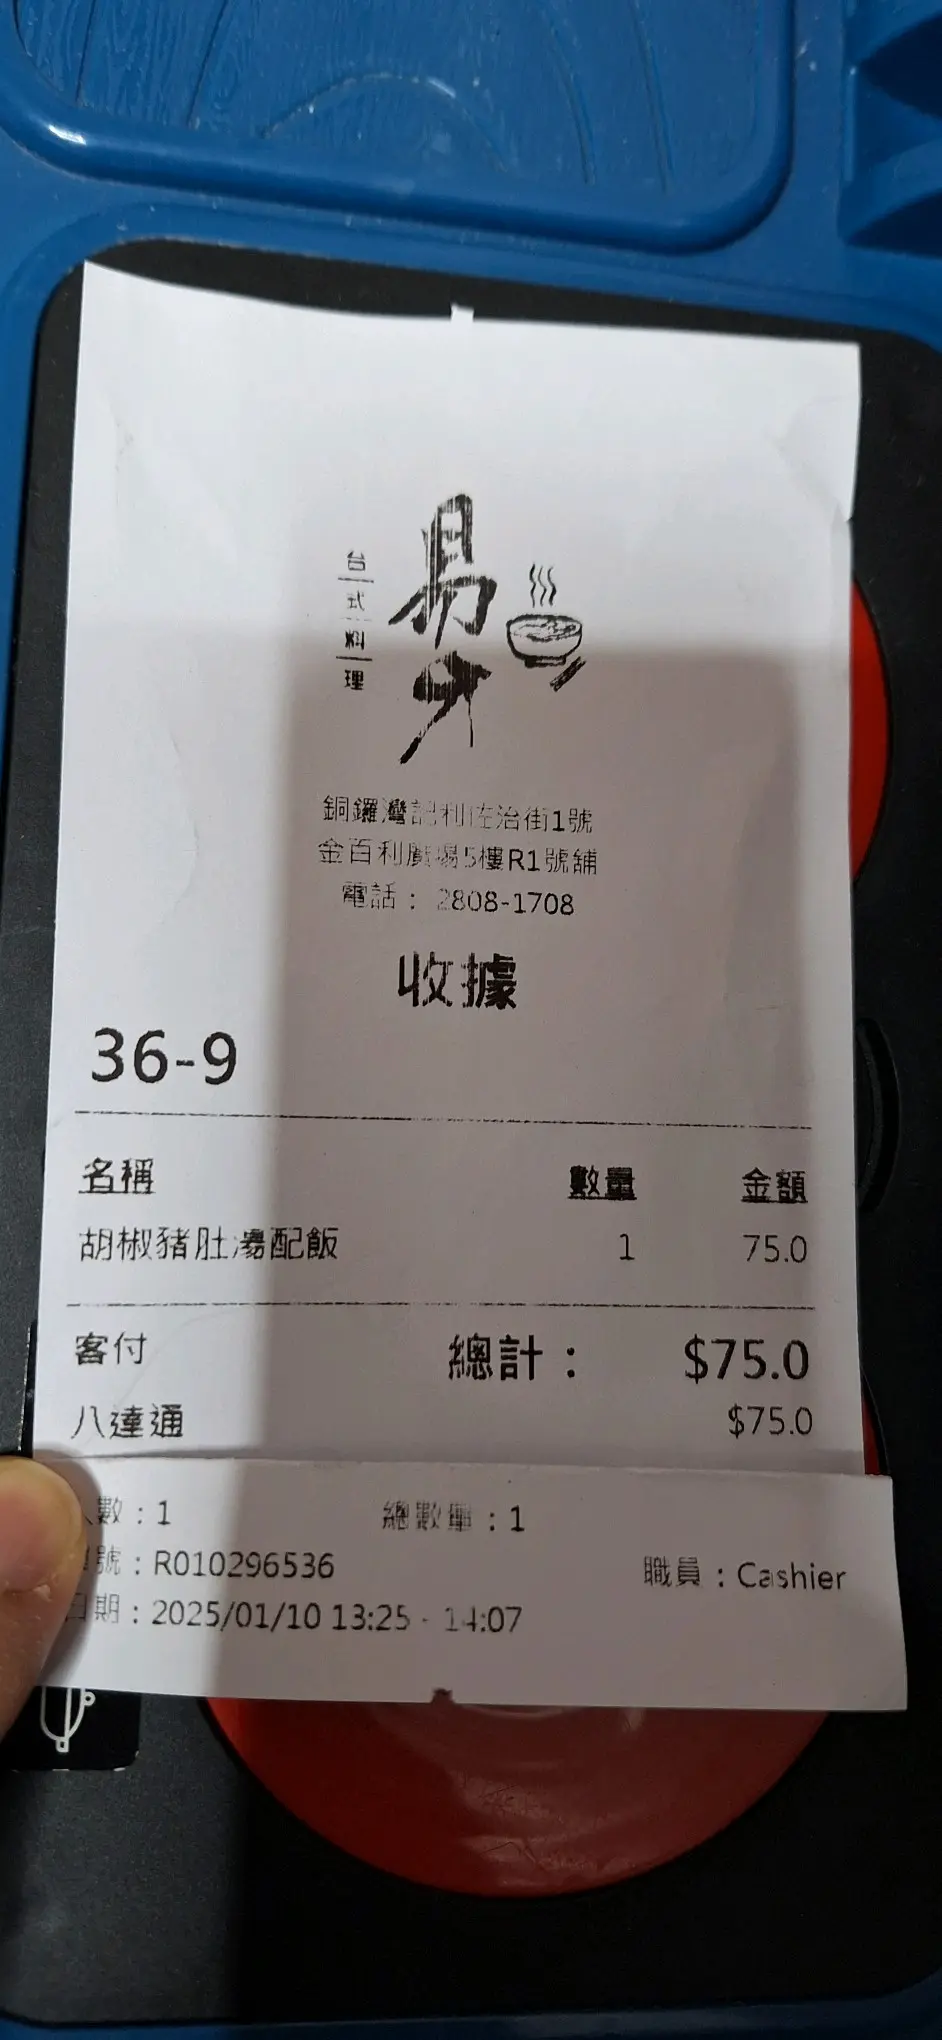 台式料理
易才
銅鑼灣記利佐治街1號
金百利廣場5樓R1號舖
電話： 2808-1708
收據
36-9
名稱 數量 金額
胡椒豬肚湯配飯 1 75.0
客付 總計： $75.0
八達通 $75.0
人數：1 總數量：1
號：R010296536 職員：Cashier
日期：2025/01/10 13:25 - 14:07